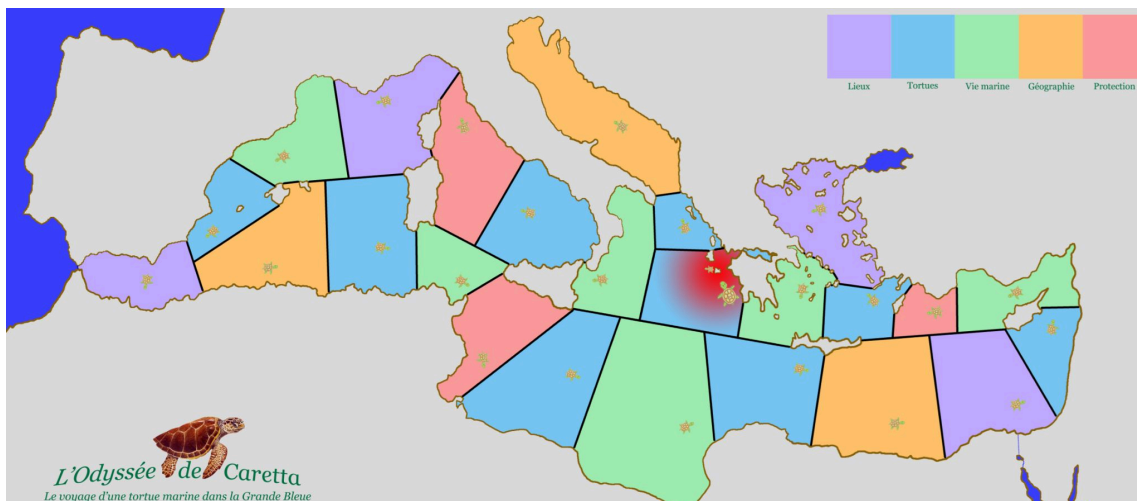 Lieux
Tortues
Vie marine
Géographie
Protection
L'Odyssée de Caretta
Le voyage d'une tortue marine dans la Grande Bleue